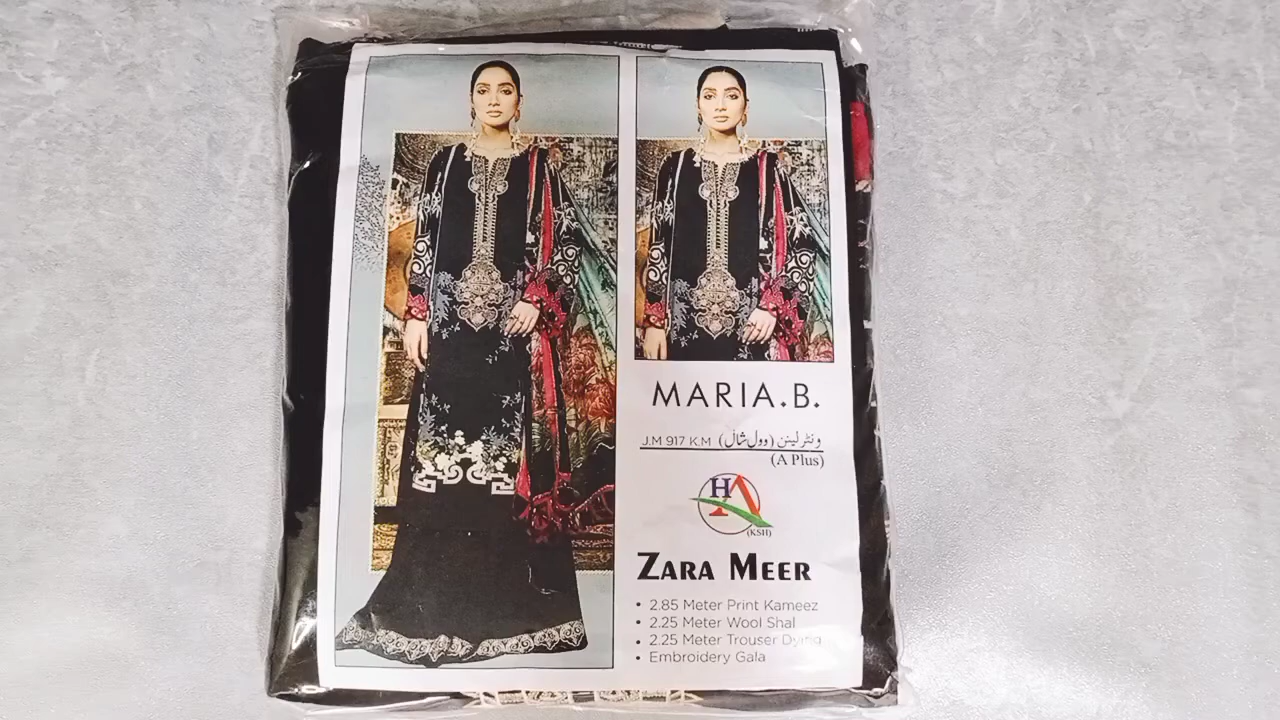 MARIA.B.
J.M 917 K.M ونٹرلینن (وول شال)
(A Plus)
HA
(KSH)
ZARA MEER
• 2.85 Meter Print Kameez
• 2.25 Meter Wool Shal
• 2.25 Meter Trouser Dying
• Embroidery Gala